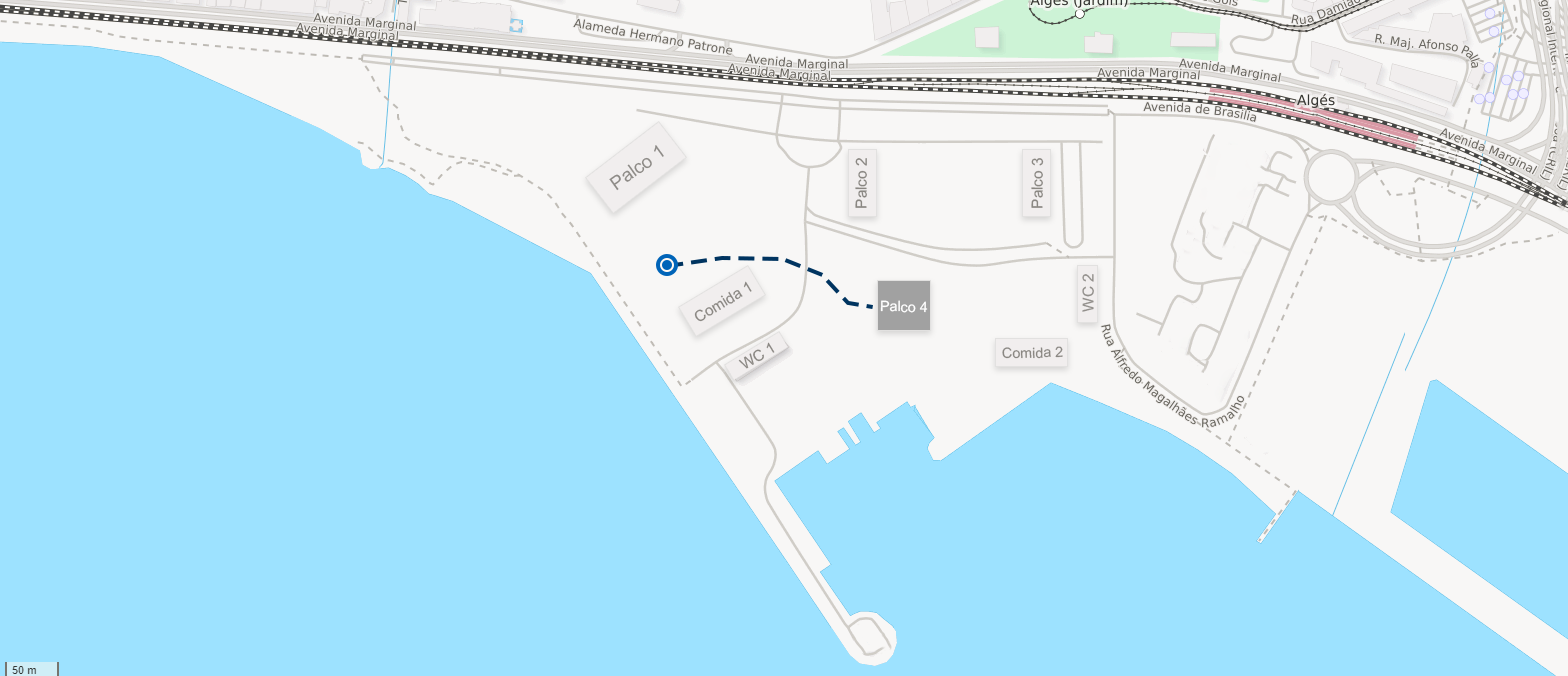 Algés (Jardim)
Rua Damião
Avenida Marginal
Avenida Marginal
Alameda Hermano Patrone
R. Maj. Afonso Pala
Avenida Marginal
Avenida Marginal
Avenida Marginal
Avenida Marginal
Algés
Avenida de Brasília
Avenida Marginal
Palco 1
Palco 2
Palco 3
Comida 1
Palco 4
WC 2
WC 1
Comida 2
Rua Alfredo Magalhães Ramalho
50 m